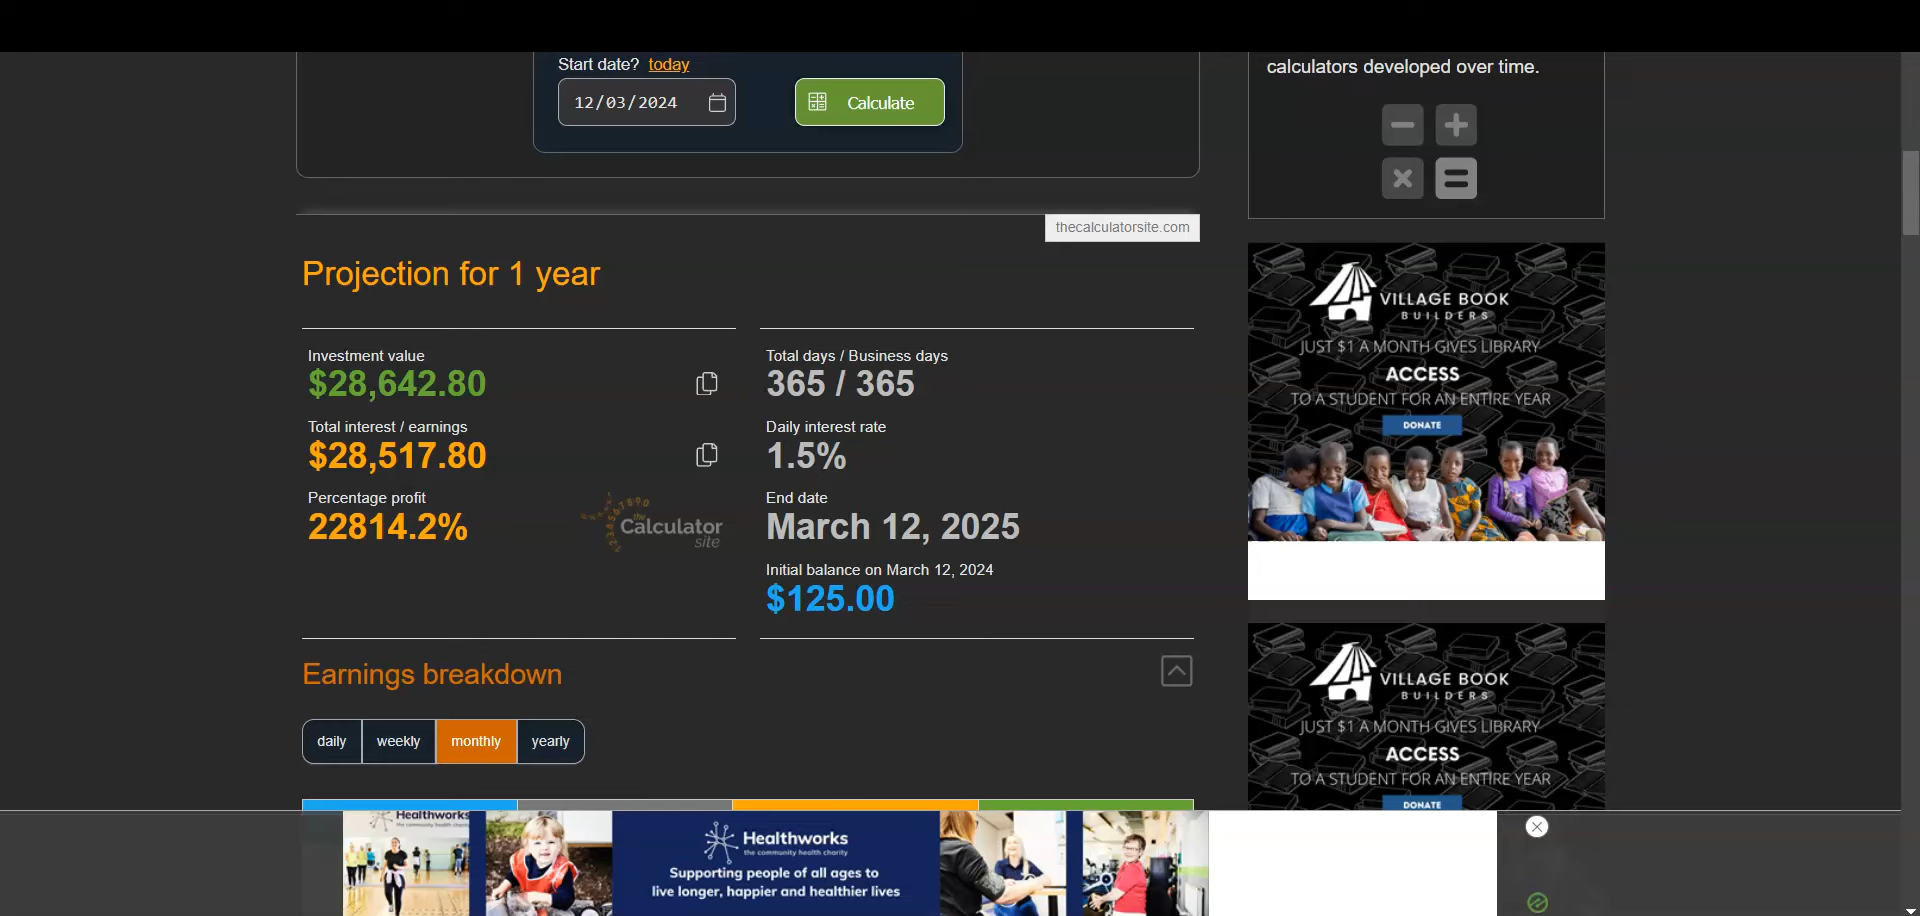 Start date? today
12/03/2024
Calculate
calculators developed over time.
thecalculatorsite.com
Projection for 1 year
Investment value
$28,642.80
Total interest / earnings
$28,517.80
Percentage profit
22814.2%
the
Calculator
site
Total days / Business days
365 / 365
Daily interest rate
1.5%
End date
March 12, 2025
Initial balance on March 12, 2024
$125.00
Earnings breakdown
daily
weekly
monthly
yearly
VILLAGE BOOK
BUILDERS
JUST $1 A MONTH GIVES LIBRARY
ACCESS
TO A STUDENT FOR AN ENTIRE YEAR
DONATE
VILLAGE BOOK
BUILDERS
JUST $1 A MONTH GIVES LIBRARY
ACCESS
TO A STUDENT FOR AN ENTIRE YEAR
DONATE
Healthworks
the community health charity
Healthworks
the community health charity
Supporting people of all ages to
live longer, happier and healthier lives